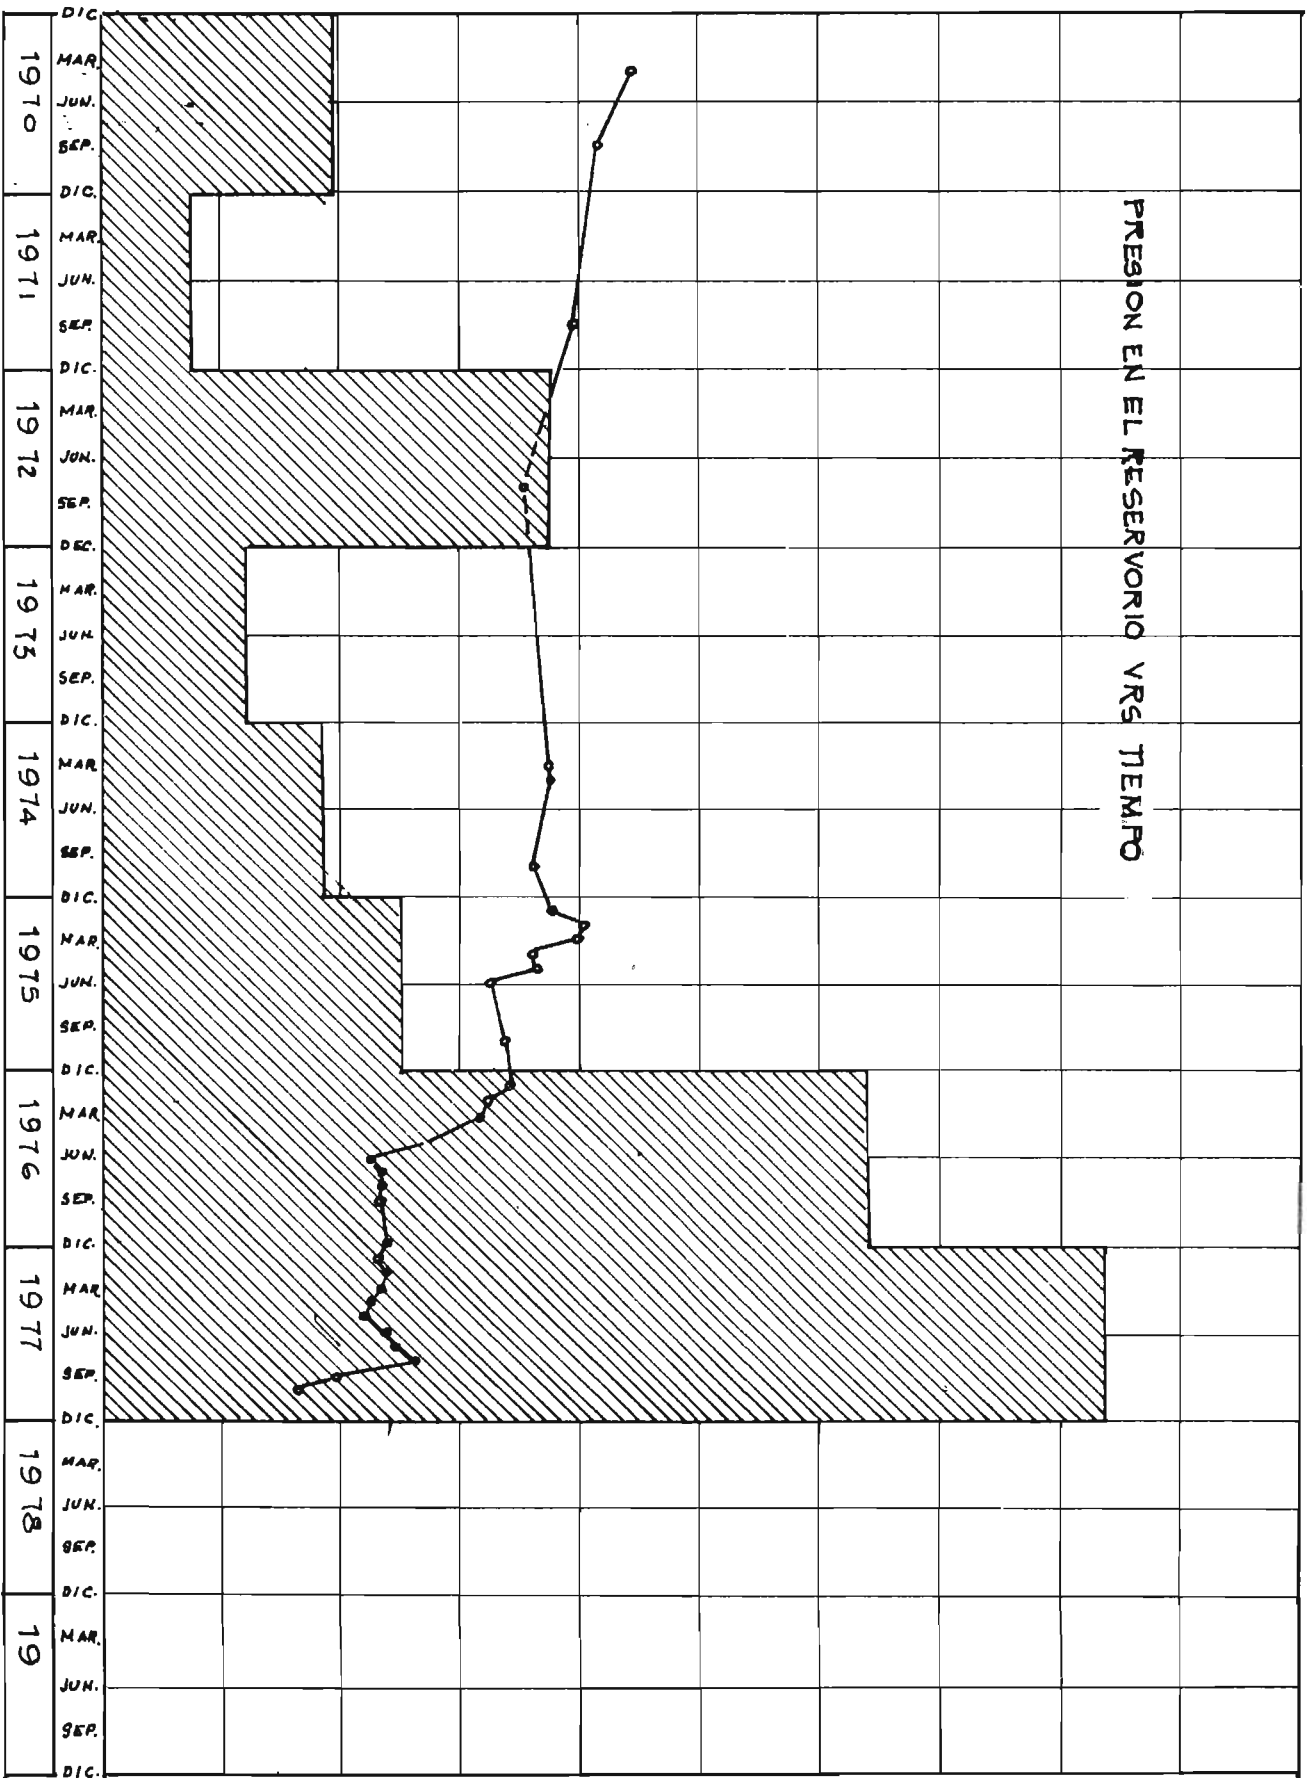 PRESION EN EL RESERVORIO VRS TIEMPO
DIC
MAR.
JUN.
SEP.
DIC.
MAR.
JUN.
SEP.
DIC.
MAR.
JUN.
SEP.
DEC.
MAR.
JUN.
SEP.
DIC.
MAR
JUN.
SEP.
DIC.
MAR.
JUN.
SEP.
DIC.
MAR
JUN.
SEP.
DIC.
MAR
JUN.
SEP.
DIC.
MAR.
JUN.
SEP.
DIC.
MAR.
JUN.
SEP.
DIC.
1970
1971
1972
1973
1974
1975
1976
1977
1978
19